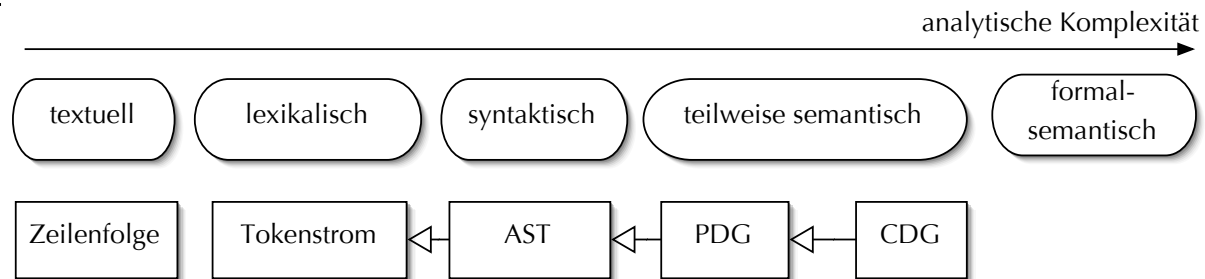 analytische Komplexität
textuell
lexikalisch
syntaktisch
teilweise semantisch
formal-
semantisch
Zeilenfolge
Tokenstrom
AST
PDG
CDG